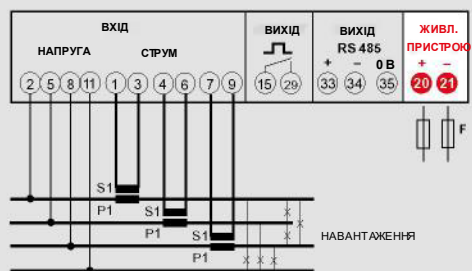 ВХІД
ВИХІД
ВИХІД
ЖИВЛ.
НАПРУГА
СТРУМ
RS 485
ПРИСТРОЮ
+ – 0 В
+ –
2 5 8 11 1 3 4 6 7 9 15 29 33 34 35 20 21
F
S1
P1
S1
P1
S1
P1
НАВАНТАЖЕННЯ